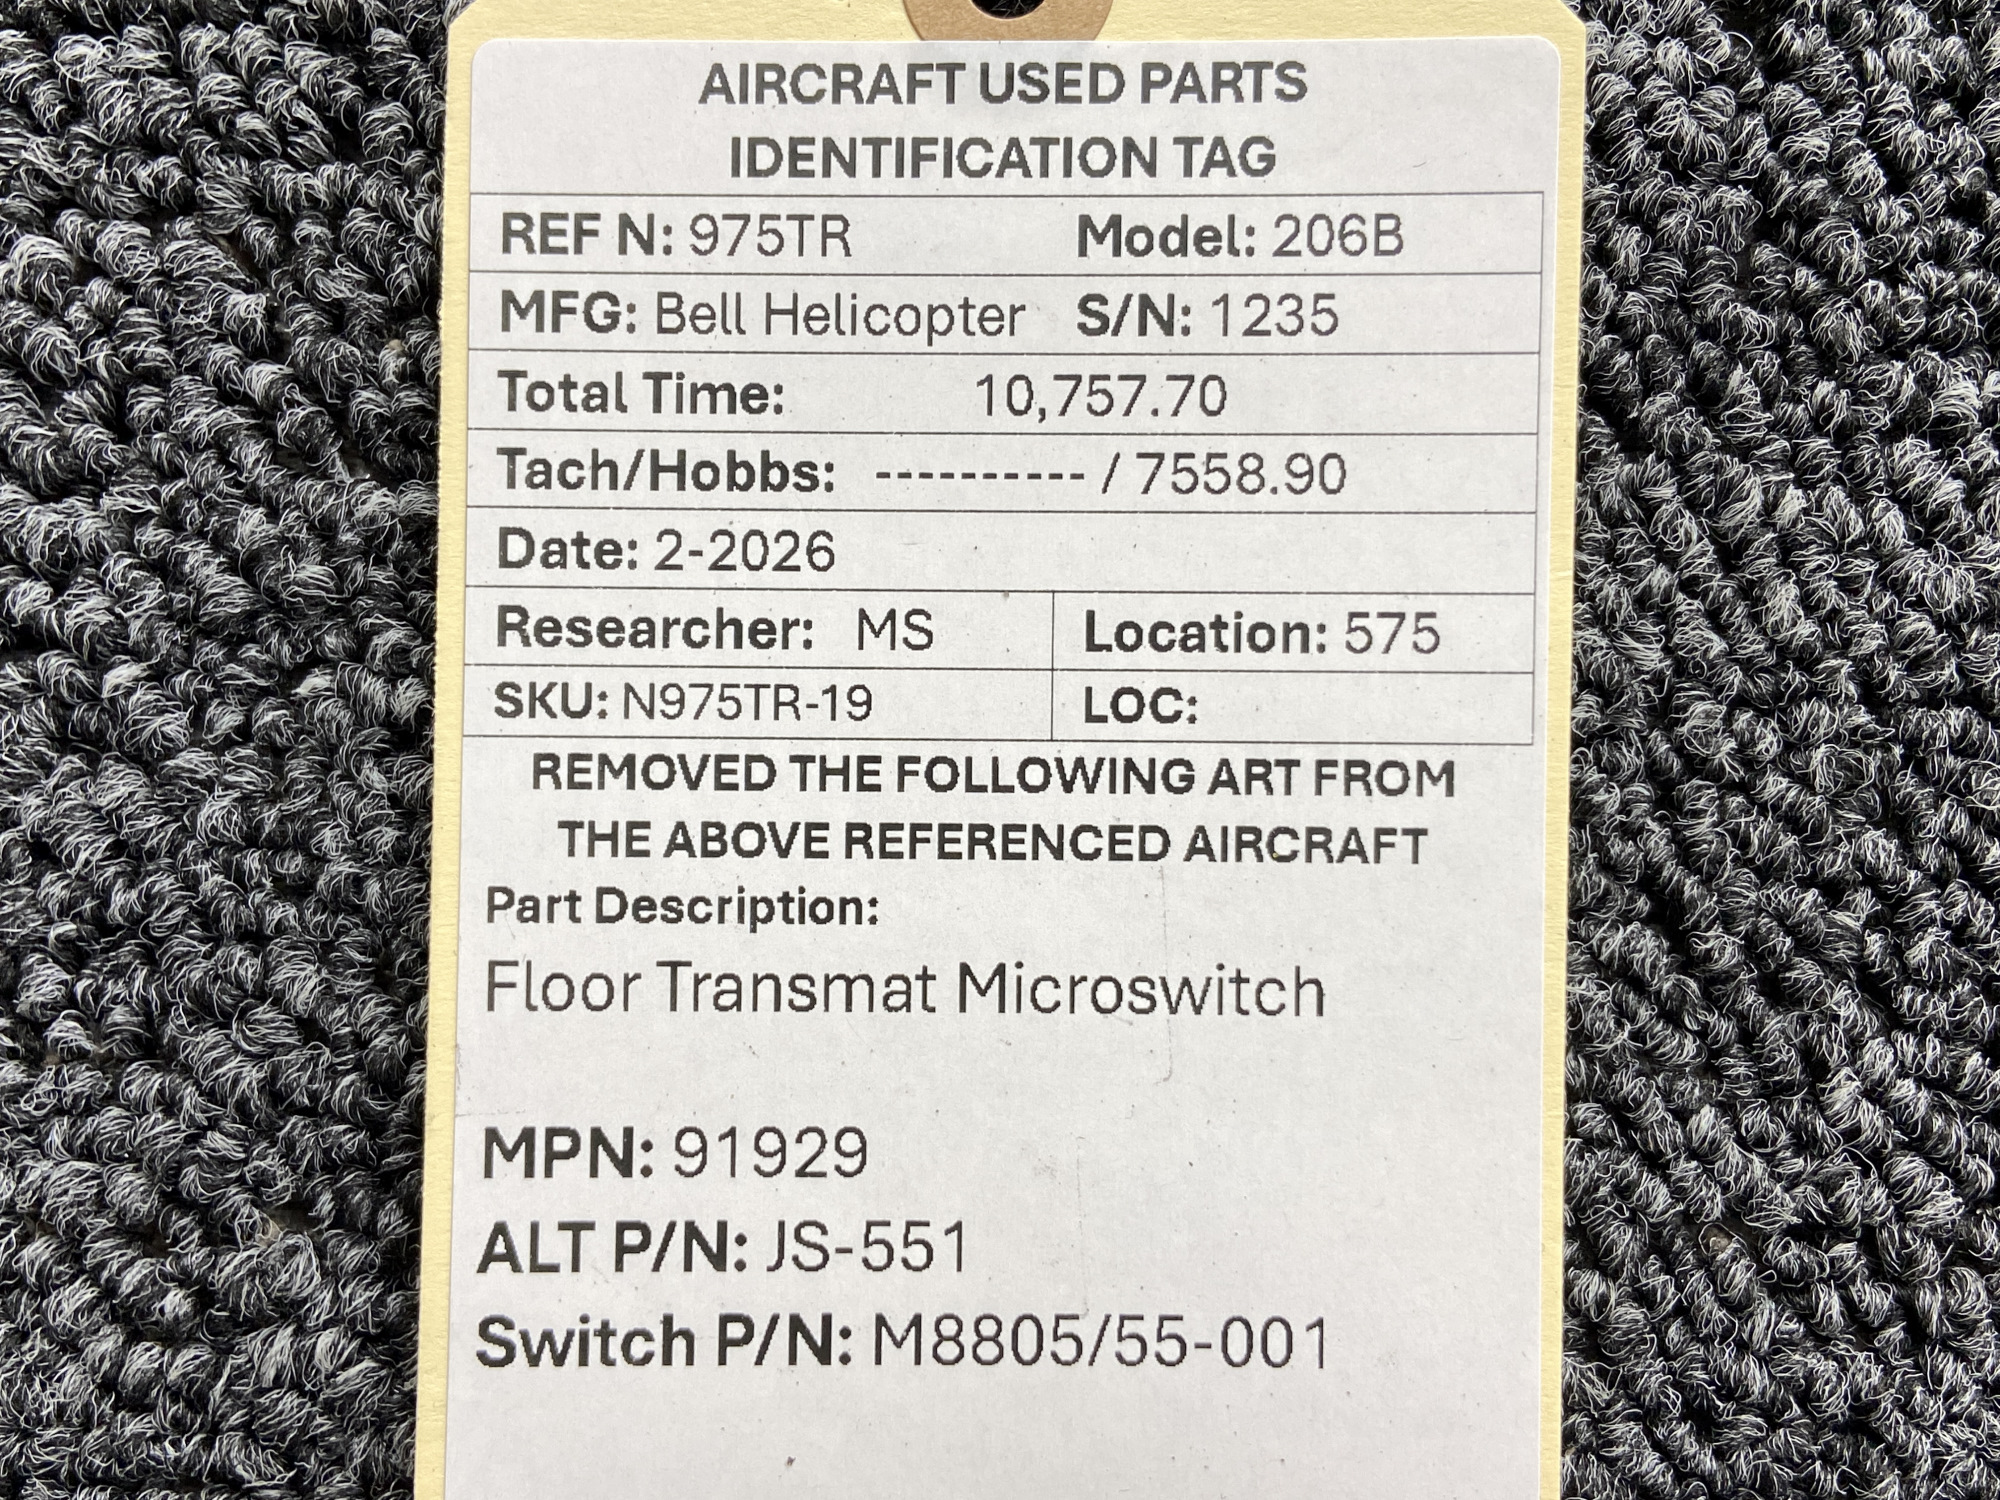 AIRCRAFT USED PARTS
IDENTIFICATION TAG
REF N: 975TR Model: 206B
MFG: Bell Helicopter S/N: 1235
Total Time: 10,757.70
Tach/Hobbs: ---------- / 7558.90
Date: 2-2026
Researcher: MS Location: 575
SKU: N975TR-19 LOC:
REMOVED THE FOLLOWING ART FROM
THE ABOVE REFERENCED AIRCRAFT
Part Description:
Floor Transmat Microswitch
MPN: 91929
ALT P/N: JS-551
Switch P/N: M8805/55-001